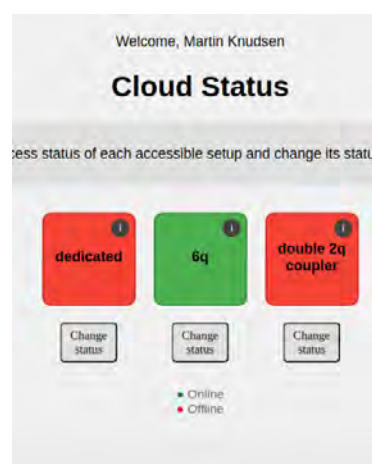 Welcome, Martin Knudsen
Cloud Status
cess status of each accessible setup and change its statu
i
i
i
dedicated
6q
double 2q
coupler
Change
status
Change
status
Change
status
Online
Offline